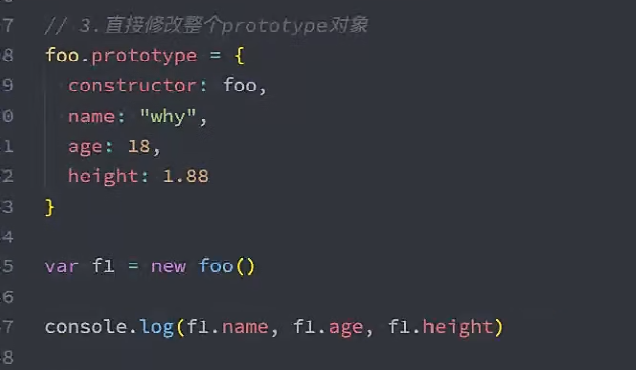 7 // 3.直接修改整个prototype对象
8 foo.prototype = {
9 constructor: foo,
0 name: "why",
1 age: 18,
2 height: 1.88
3 }
4
5 var f1 = new foo()
6
7 console.log(f1.name, f1.age, f1.height)
8